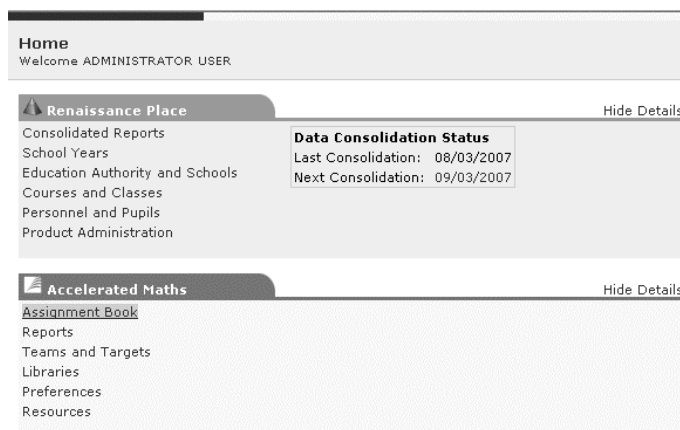 Home
Welcome ADMINISTRATOR USER
Renaissance Place
Hide Details
Consolidated Reports
School Years
Education Authority and Schools
Courses and Classes
Personnel and Pupils
Product Administration
Data Consolidation Status
Last Consolidation: 08/03/2007
Next Consolidation: 09/03/2007
Accelerated Maths
Hide Details
Assignment Book
Reports
Teams and Targets
Libraries
Preferences
Resources